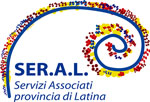 SER.A.L.
Servizi Associati
provincia di Latina